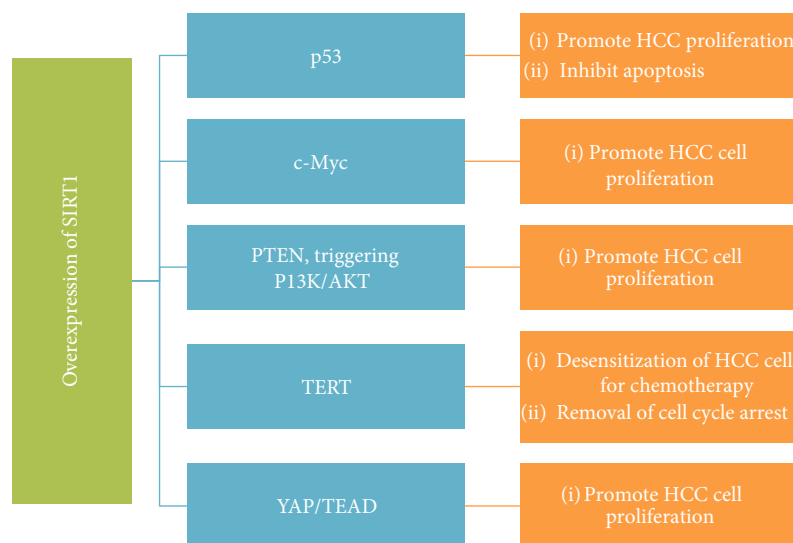 Overexpression of SIRT1
p53
(i) Promote HCC proliferation
(ii) Inhibit apoptosis
c-Myc
(i) Promote HCC cell
proliferation
PTEN, triggering
P13K/AKT
(i) Promote HCC cell
proliferation
TERT
(i) Desensitization of HCC cell
for chemotherapy
(ii) Removal of cell cycle arrest
YAP/TEAD
(i) Promote HCC cell
proliferation